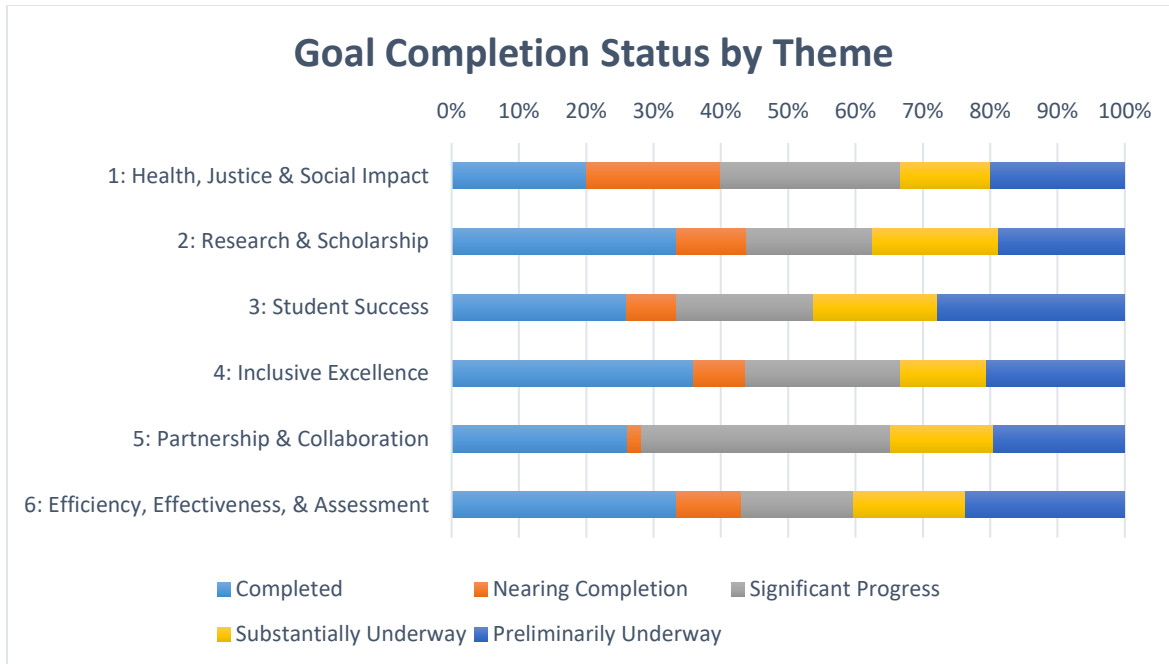 Goal Completion Status by Theme
0% 10% 20% 30% 40% 50% 60% 70% 80% 90% 100%
1: Health, Justice & Social Impact
2: Research & Scholarship
3: Student Success
4: Inclusive Excellence
5: Partnership & Collaboration
6: Efficiency, Effectiveness, & Assessment
Completed Nearing Completion Significant Progress
Substantially Underway Preliminarily Underway